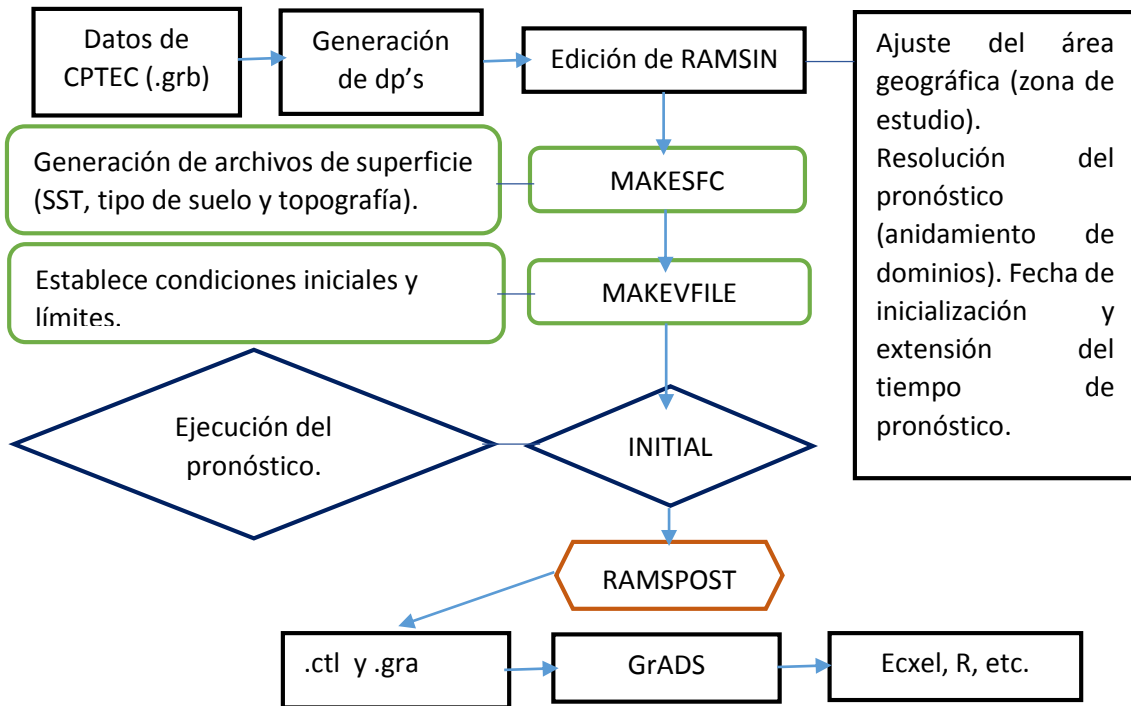 Datos de
CPTEC (.grb)
Generación
de dp's
Edición de RAMSIN
Ajuste del área
geográfica (zona de
estudio).
Resolución del
pronóstico
(anidamiento de
dominios). Fecha de
inicialización y
extensión del
tiempo de
pronóstico.
Generación de archivos de superficie
(SST, tipo de suelo y topografía).
MAKESFC
Establece condiciones iniciales y
límites.
MAKEVFILE
Ejecución del
pronóstico.
INITIAL
RAMSPOST
.ctl y .gra
GrADS
Ecxel, R, etc.